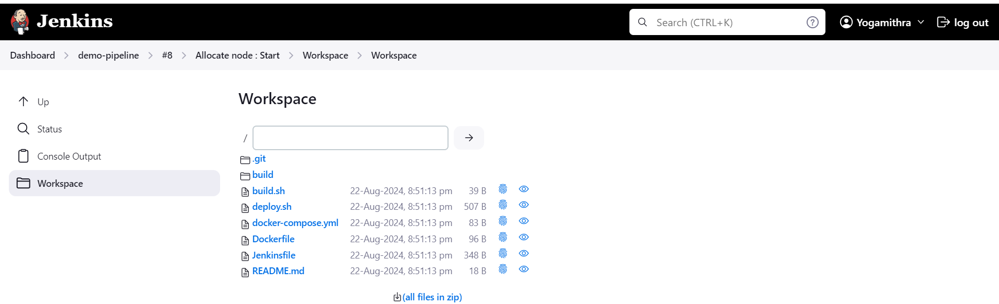 Jenkins
Search (CTRL+K)
?
Yogamithra
log out
Dashboard > demo-pipeline > #8 > Allocate node : Start > Workspace > Workspace
Up
Status
Console Output
Workspace
Workspace
/
.git
build
build.sh 22-Aug-2024, 8:51:13 pm 39 B
deploy.sh 22-Aug-2024, 8:51:13 pm 507 B
docker-compose.yml 22-Aug-2024, 8:51:13 pm 83 B
Dockerfile 22-Aug-2024, 8:51:13 pm 96 B
Jenkinsfile 22-Aug-2024, 8:51:13 pm 348 B
README.md 22-Aug-2024, 8:51:13 pm 18 B
(all files in zip)